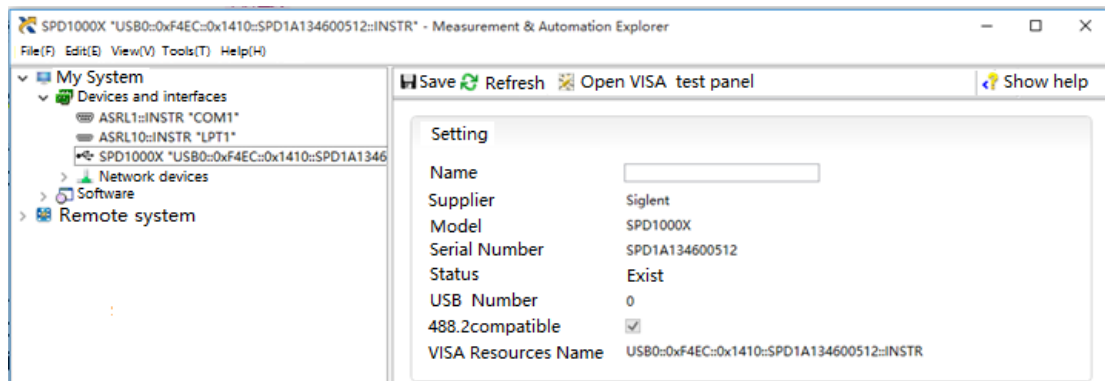 SPD1000X "USB0::0xF4EC::0x1410::SPD1A134600512::INSTR" - Measurement & Automation Explorer
File(F) Edit(E) View(V) Tools(T) Help(H)
My System
Devices and interfaces
ASRL1::INSTR "COM1"
ASRL10::INSTR "LPT1"
SPD1000X "USB0::0xF4EC::0x1410::SPD1A1346
Network devices
Software
Remote system
Save Refresh Open VISA test panel Show help
Setting
Name
Supplier Siglent
Model SPD1000X
Serial Number SPD1A134600512
Status Exist
USB Number 0
488.2compatible
VISA Resources Name USB0::0xF4EC::0x1410::SPD1A134600512::INSTR